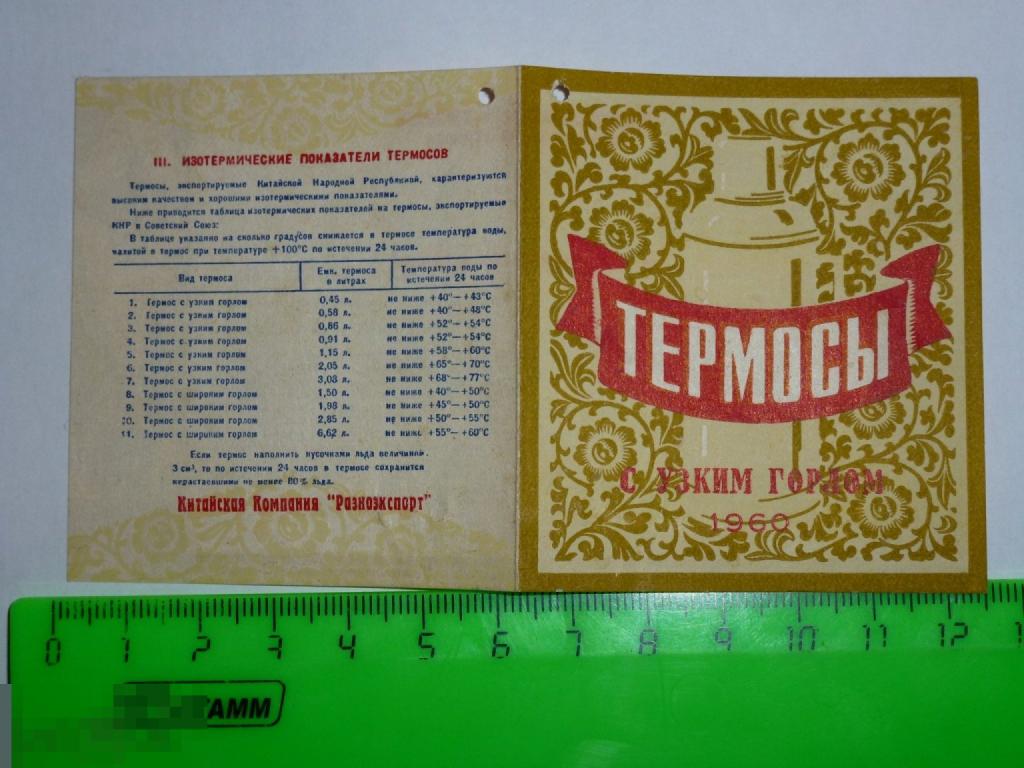 III. ИЗОТЕРМИЧЕСКИЕ ПОКАЗАТЕЛИ ТЕРМОСОВ
Термосы, экспортируемые Китайской Народной Республикой, характеризуются
высоким качеством и хорошими изотермическими показателями.
Ниже приводится таблица изотермических показателей на термосы, экспортируемые
КНР в Советский Союз:
В таблице указанно на сколько градусов снижается в термосе температура воды,
налитой в термос при температуре +100°С по истечении 24 часов.
Вид термоса Емк. термоса в литрах Температура воды по истечении 24 часов
1. Термос с узким горлом 0,45 л. не ниже +40°—+43°С
2. Термос с узким горлом 0,58 л. не ниже +40°—+48°С
3. Термос с узким горлом 0,86 л. не ниже +52°—+54°С
4. Термос с узким горлом 0,91 л. не ниже +52°—+54°С
5. Термос с узким горлом 1,15 л. не ниже +58°—+60°С
6. Термос с узким горлом 2,05 л. не ниже +65°—+70°С
7. Термос с узким горлом 3,08 л. не ниже +68°—+77°С
8. Термос с широким горлом 1,50 л. не ниже +40°—+50°С
9. Термос с широким горлом 1,98 л. не ниже +45°—+50°С
10. Термос с широким горлом 2,85 л. не ниже +50°—+55°С
11. Термос с широким горлом 6,62 л. не ниже +55°—+60°С
Если термос наполнить кусочками льда величиной
3 см³, то по истечении 24 часов в термосе сохранится
нерастаявшими не менее 80% льда.
Китайская Компания "Разноэкспорт"
ТЕРМОСЫ
С УЗКИМ ГОРЛОМ
1960
0 1 2 3 4 5 6 7 8 9 10 11 12 1
АММ